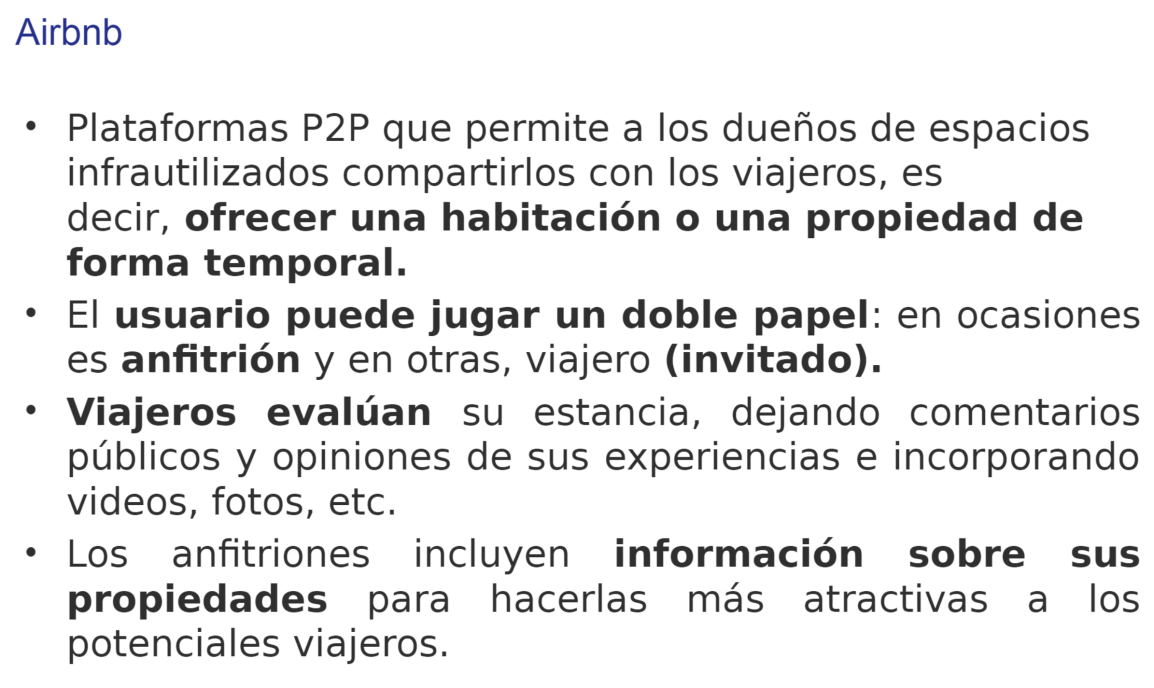 Airbnb
• Plataformas P2P que permite a los dueños de espacios
infrautilizados compartirlos con los viajeros, es
decir, ofrecer una habitación o una propiedad de
forma temporal.
• El usuario puede jugar un doble papel: en ocasiones
es anfitrión y en otras, viajero (invitado).
• Viajeros evalúan su estancia, dejando comentarios
públicos y opiniones de sus experiencias e incorporando
videos, fotos, etc.
• Los anfitriones incluyen información sobre sus
propiedades para hacerlas más atractivas a los
potenciales viajeros.